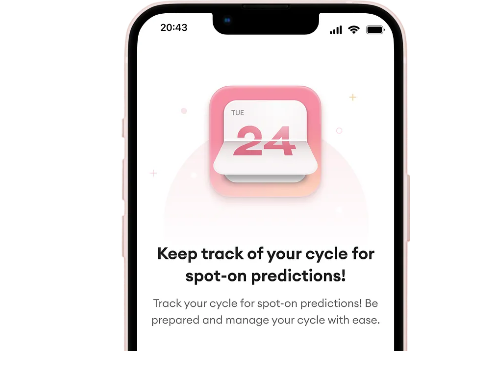 20:43
TUE
24
Keep track of your cycle for
spot-on predictions!
Track your cycle for spot-on predictions! Be
prepared and manage your cycle with ease.